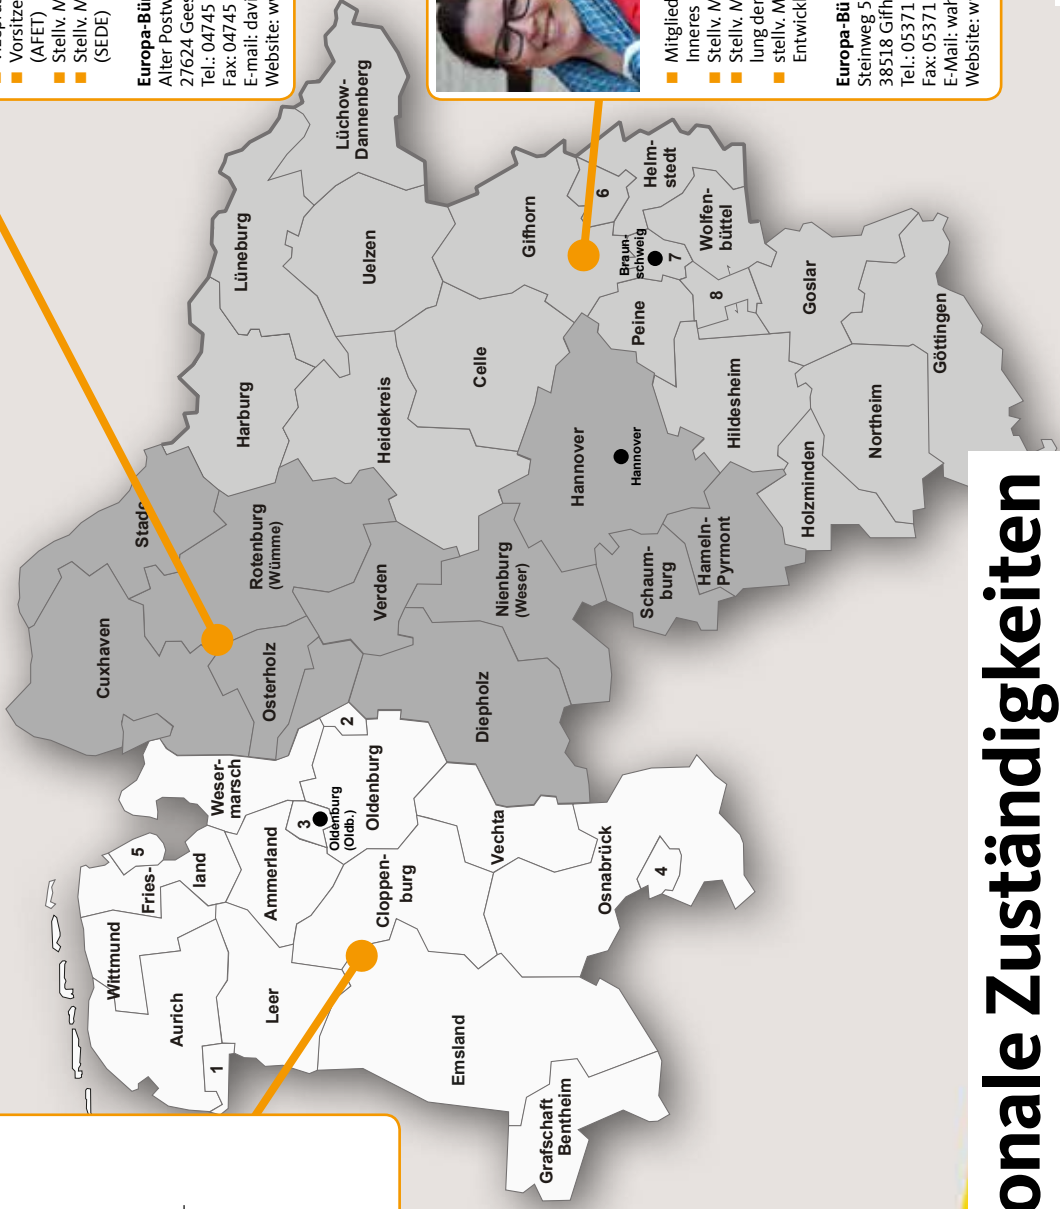 Vorsitze
(AFET)
Stellv. M
Stellv. M
(SEDE)
Europa-Bü
Alter Postw
27624 Gees
Tel.: 04745
Fax: 04745
E-mail: davi
Website: w
Cuxhaven
Stade
Wittmund
Fries-
land
5
Aurich
1
Weser-
marsch
Lüneburg
Harburg
Rotenburg
(Wümme)
Osterholz
Ammerland
Leer
3
Oldenburg
(Oldb.)
2
Lüchow-
Dannenberg
Uelzen
Heidekreis
Verden
Oldenburg
Cloppen-
burg
Emsland
Celle
Nienburg
(Weser)
Diepholz
Vechta
Gifhorn
Grafschaft
Bentheim
Hannover
Hannover
Osnabrück
4
6
Braun-
schweig
7
Peine
Helm-
stedt
Schaum-
burg
Hameln-
Pyrmont
Wolfen-
büttel
8
Hildesheim
Goslar
Holzminden
Northeim
Göttingen
Mitglied
Inneres
Stellv. M
Stellv. M
lung der
stellv. M
Entwickl
Europa-Bü
Steinweg 5
38518 Gifh
Tel.: 05371
Fax: 05371
E-Mail: wah
Website: w
onale Zuständigkeiten